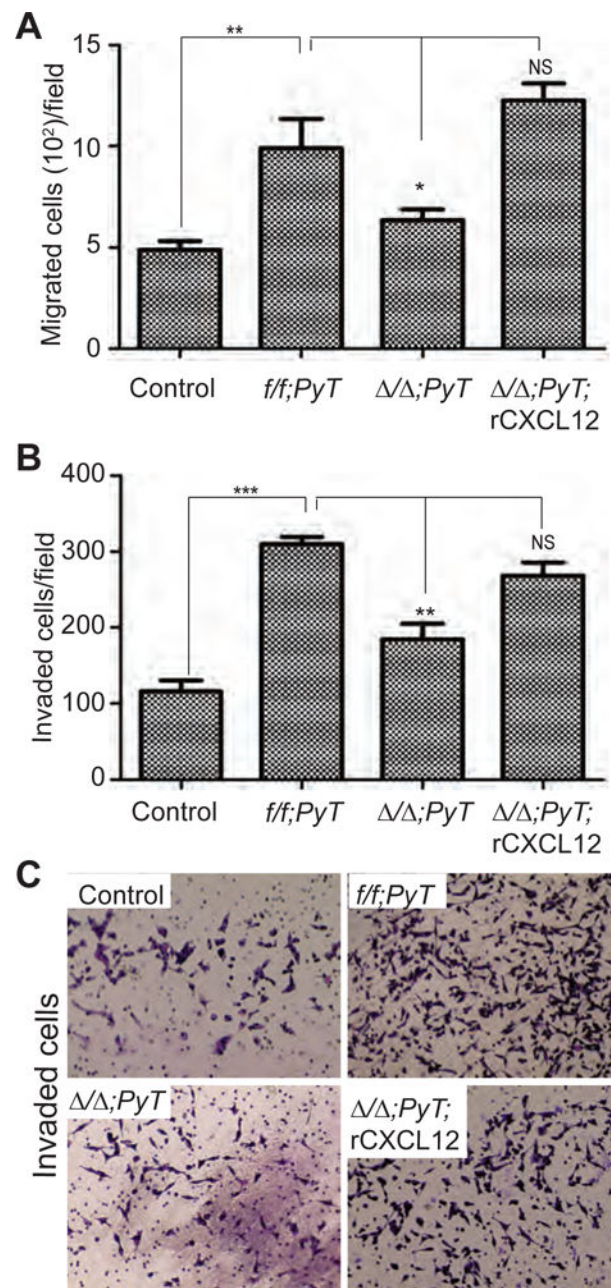 A
**
NS
*
Migrated cells (10²)/field
15
10
5
0
Control
f/f;PyT
Δ/Δ;PyT
Δ/Δ;PyT;
rCXCL12
B
***
NS
**
Invaded cells/field
400
300
200
100
0
Control
f/f;PyT
Δ/Δ;PyT
Δ/Δ;PyT;
rCXCL12
C
Invaded cells
Control
f/f;PyT
Δ/Δ;PyT
Δ/Δ;PyT;
rCXCL12